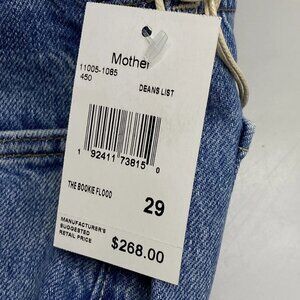 Mother
11005-1085
450
DEANS LIST
1 92411 73815 0
THE BOOKIE FLOOD
29
MANUFACTURER'S
SUGGESTED
RETAIL PRICE
$268.00